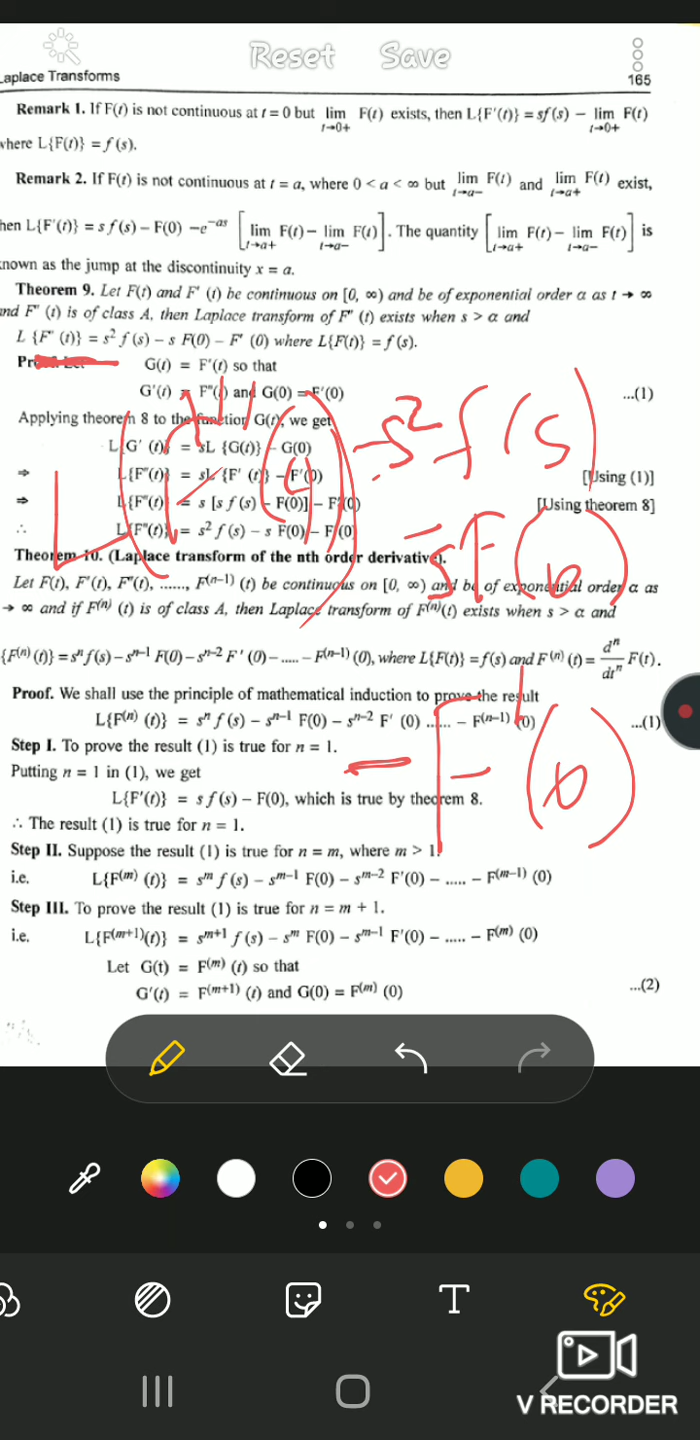 Reset Save
Laplace Transforms 165
Remark 1. If F(t) is not continuous at t = 0 but lim t→0+ F(t) exists, then L{F'(t)} = sf(s) − lim t→0+ F(t)
where L{F(t)} = f(s).
Remark 2. If F(t) is not continuous at t = a, where 0 < a < ∞ but lim t→a− F(t) and lim t→a+ F(t) exist,
hen L{F'(t)} = s f(s) − F(0) − e^−as [lim t→a+ F(t) − lim t→a− F(t)]. The quantity [lim t→a+ F(t) − lim t→a− F(t)] is
known as the jump at the discontinuity x = a.
Theorem 9. Let F(t) and F' (t) be continuous on [0, ∞) and be of exponential order α as t → ∞
and F'' (t) is of class A, then Laplace transform of F'' (t) exists when s > α and
L {F'' (t)} = s² f(s) − s F(0) − F' (0) where L{F(t)} = f(s).
G(t) = F'(t) so that
G'(t) = F''(t) and G(0) = F'(0) ...(1)
Applying theorem 8 to the function G(t), we get
L{G' (t)} = sL {G(t)} − G(0)
⇒ L{F''(t)} = sL {F' (t)} − F'(0) [Using (1)]
⇒ L{F''(t)} = s [s f(s) − F(0)] − F'(0) [Using theorem 8]
∴ L{F''(t)} = s² f(s) − s F(0) − F'(0)
Theorem 10. (Laplace transform of the nth order derivative).
Let F(t), F'(t), F''(t), ......, F^(n−1) (t) be continuous on [0, ∞) and be of exponential order α as
→ ∞ and if F^(n) (t) is of class A, then Laplace transform of F^(n)(t) exists when s > α and
{F^(n) (t)} = s^n f(s) − s^n−1 F(0) − s^n−2 F' (0) − ..... − F^(n−1) (0), where L{F(t)} = f(s) and F^(n) (t) = d^n/dt^n F(t).
Proof. We shall use the principle of mathematical induction to prove the result
L{F^(n) (t)} = s^n f(s) − s^n−1 F(0) − s^n−2 F' (0) ...... − F^(n−1) (0) ...(1)
Step I. To prove the result (1) is true for n = 1.
Putting n = 1 in (1), we get
L{F'(t)} = s f(s) − F(0), which is true by theorem 8.
∴ The result (1) is true for n = 1.
Step II. Suppose the result (1) is true for n = m, where m > 1.
i.e. L{F^(m) (t)} = s^m f(s) − s^m−1 F(0) − s^m−2 F'(0) − ..... − F^(m−1) (0)
Step III. To prove the result (1) is true for n = m + 1.
i.e. L{F^(m+1)(t)} = s^m+1 f(s) − s^m F(0) − s^m−1 F'(0) − ..... − F^(m) (0)
Let G(t) = F^(m) (t) so that
G'(t) = F^(m+1) (t) and G(0) = F^(m) (0) ...(2)
s² f(s)
− sF(0)
− F'(0)
T
V RECORDER